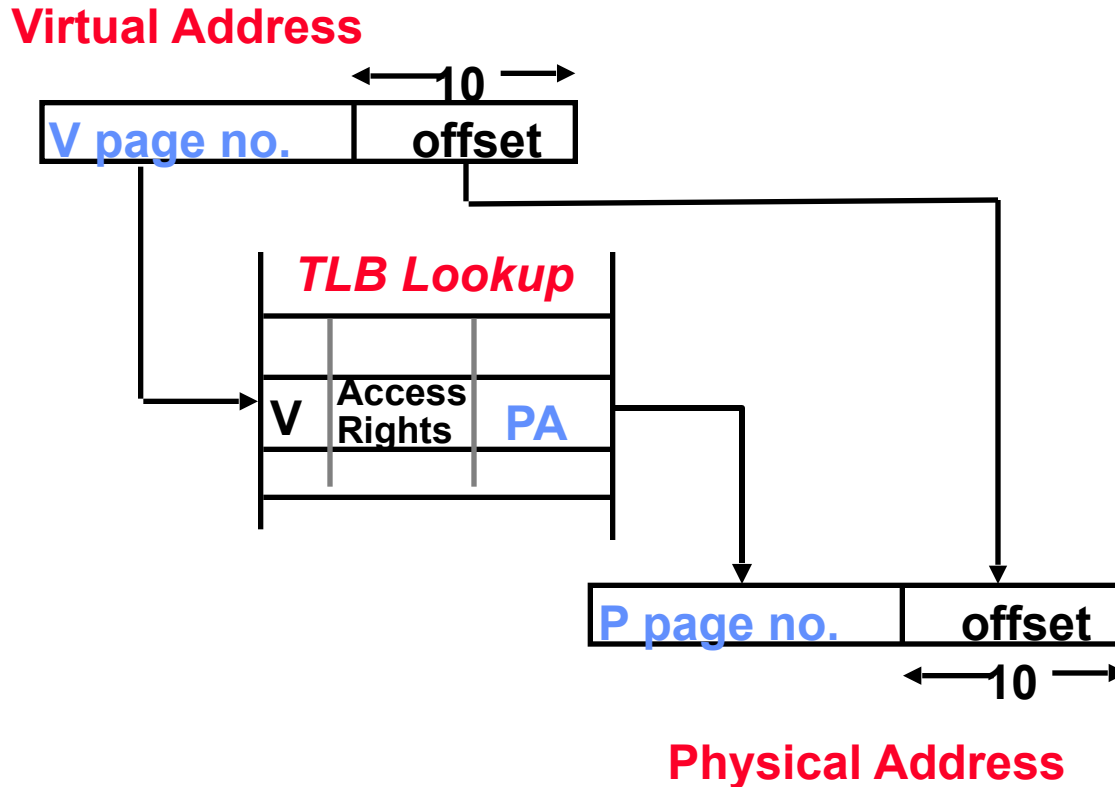 Virtual Address
10
V page no. offset
TLB Lookup
V Access Rights PA
P page no. offset
10
Physical Address